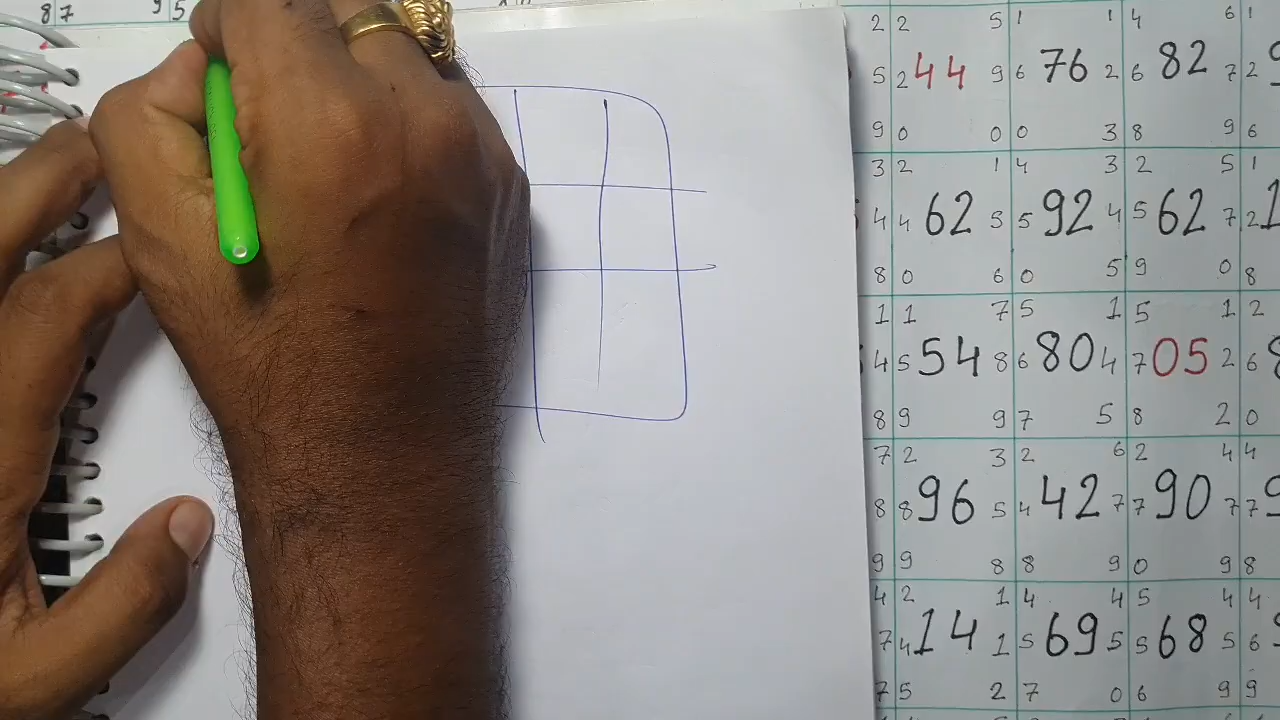 87 95
2 2 5 1 1 4 6 1
5 2 44 9 6 76 2 6 82 7 2
9 0 0 0 3 8 9 6
3 2 1 4 3 2 5 1
4 4 62 5 5 92 4 5 62 7 2 1
8 0 6 0 5 9 0 8
1 1 7 5 1 5 1 2
4 5 54 8 6 80 4 7 05 2 6
8 9 9 7 5 8 2 0
7 2 3 2 6 2 4 4
8 8 96 5 4 42 7 7 90 7 7
9 9 8 8 9 0 9 8
4 2 1 4 4 5 4 4
7 4 14 1 5 69 5 5 68 5 6
7 5 2 7 0 6 9 9